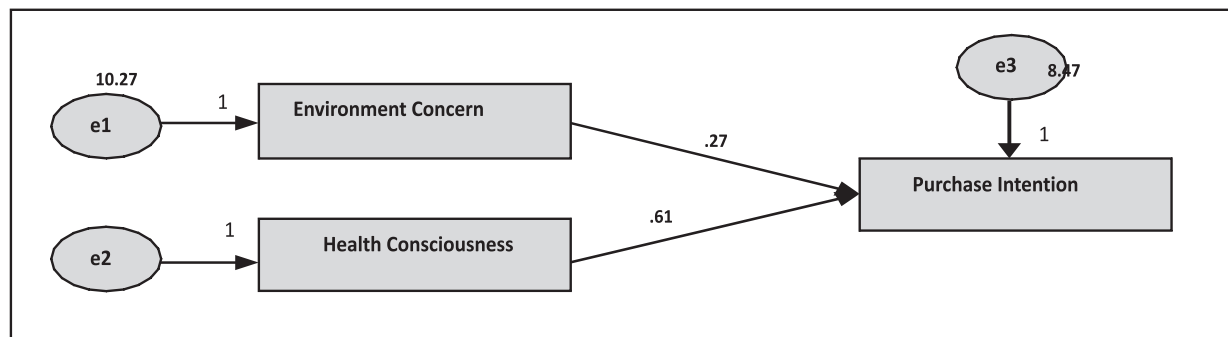 10.27
e1
1
Environment Concern
.27
e3
8.47
1
Purchase Intention
e2
1
Health Consciousness
.61